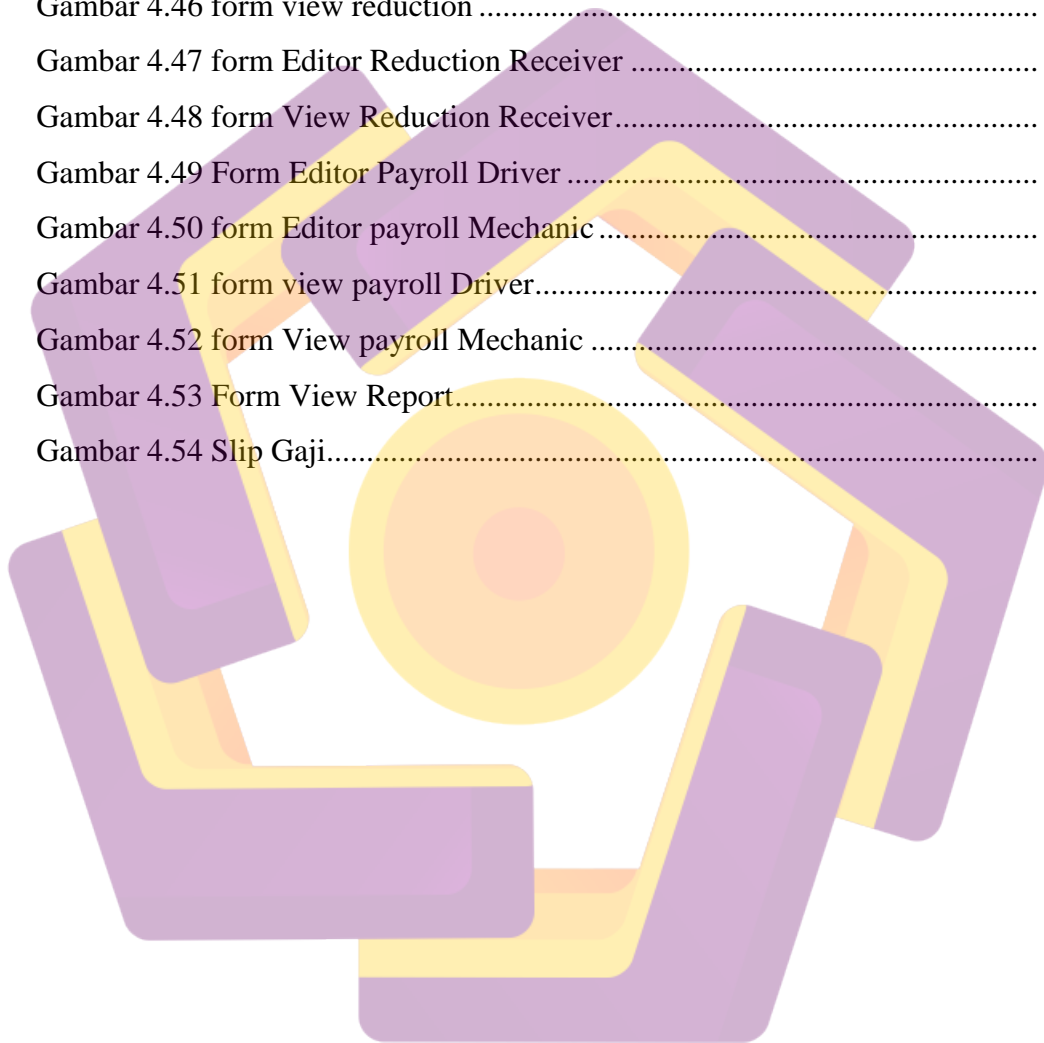 Gambar 4.46 form view reduction ......................................................................
Gambar 4.47 form Editor Reduction Receiver ...................................................
Gambar 4.48 form View Reduction Receiver.....................................................
Gambar 4.49 Form Editor Payroll Driver ...........................................................
Gambar 4.50 form Editor payroll Mechanic .......................................................
Gambar 4.51 form view payroll Driver...............................................................
Gambar 4.52 form View payroll Mechanic ........................................................
Gambar 4.53 Form View Report.........................................................................
Gambar 4.54 Slip Gaji.........................................................................................